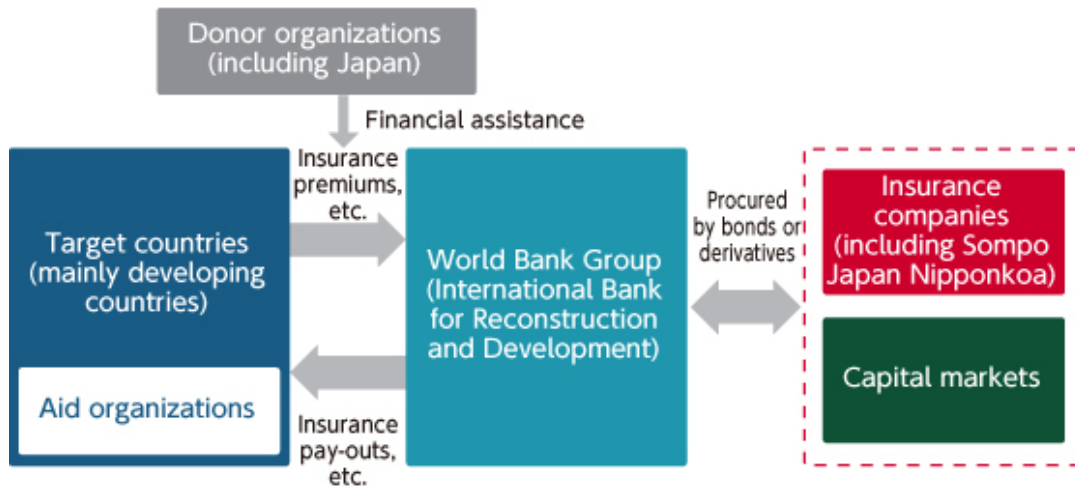 Donor organizations
(including Japan)
Financial assistance
Insurance
premiums,
etc.
Target countries
(mainly developing
countries)
Aid organizations
World Bank Group
(International Bank
for Reconstruction
and Development)
Insurance
pay-outs,
etc.
Procured
by bonds or
derivatives
Insurance
companies
(including Sompo
Japan Nipponkoa)
Capital markets